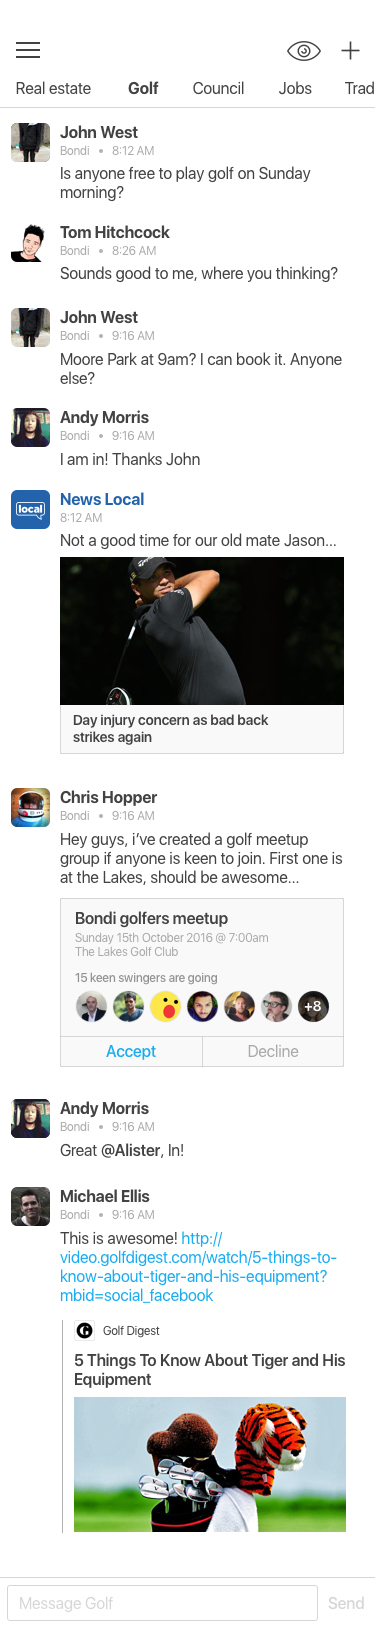 Real estate Golf Council Jobs Trad
John West
Bondi • 8:12 AM
Is anyone free to play golf on Sunday
morning?
Tom Hitchcock
Bondi • 8:26 AM
Sounds good to me, where you thinking?
John West
Bondi • 9:16 AM
Moore Park at 9am? I can book it. Anyone
else?
Andy Morris
Bondi • 9:16 AM
I am in! Thanks John
local
News Local
8:12 AM
Not a good time for our old mate Jason...
Day injury concern as bad back
strikes again
Chris Hopper
Bondi • 9:16 AM
Hey guys, i’ve created a golf meetup
group if anyone is keen to join. First one is
at the Lakes, should be awesome...
Bondi golfers meetup
Sunday 15th October 2016 @ 7:00am
The Lakes Golf Club
15 keen swingers are going
+8
Accept Decline
Andy Morris
Bondi • 9:16 AM
Great @Alister, In!
Michael Ellis
Bondi • 9:16 AM
This is awesome! http://
video.golfdigest.com/watch/5-things-to-
know-about-tiger-and-his-equipment?
mbid=social_facebook
G Golf Digest
5 Things To Know About Tiger and His
Equipment
Message Golf Send